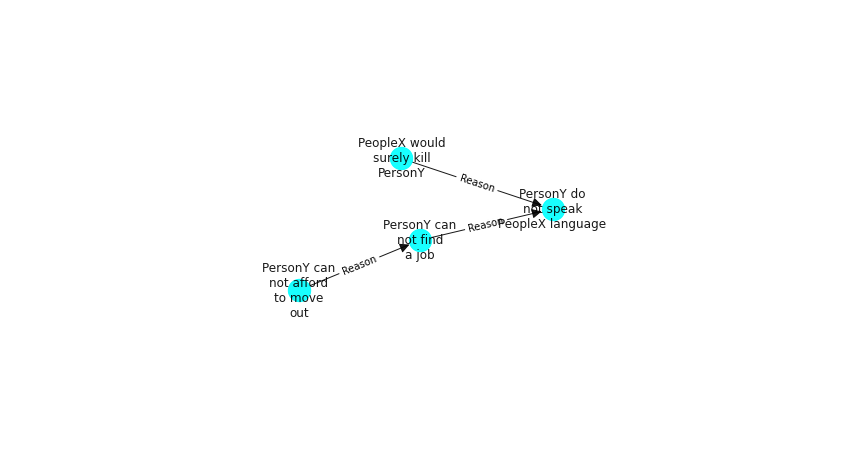 PeopleX would
surely kill
PersonY
Reason
PersonY do
not speak
PeopleX language
PersonY can
not find
a job
Reason
Reason
PersonY can
not afford
to move
out